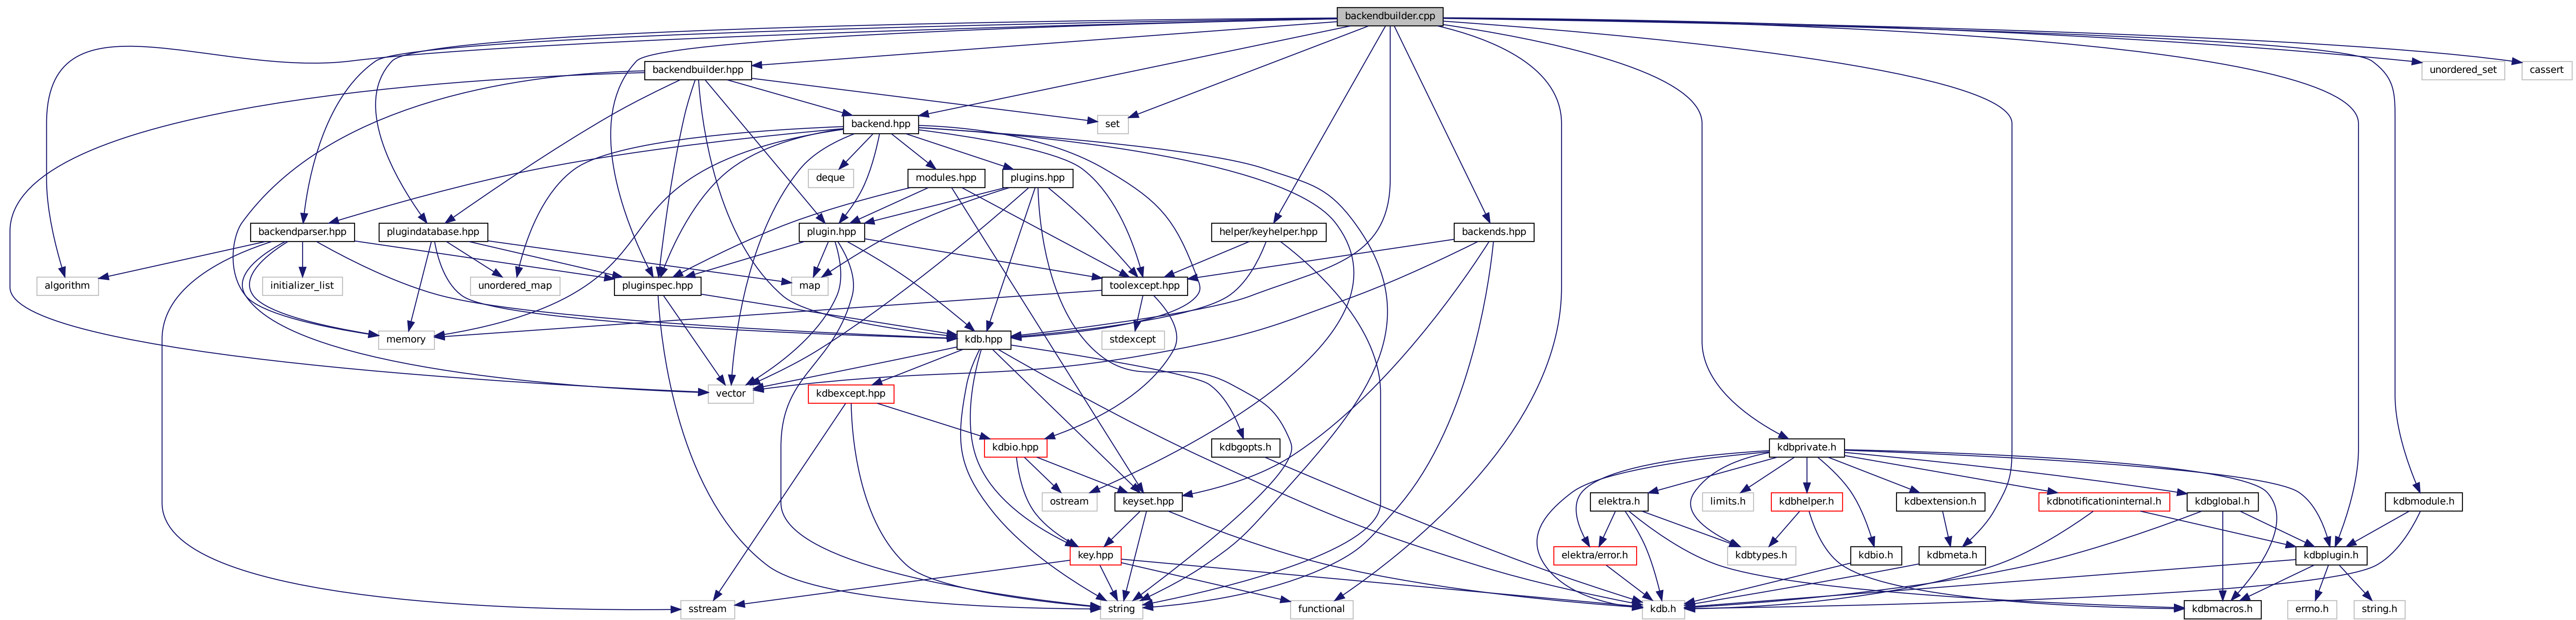 backendbuilder.cpp
backendbuilder.hpp
unordered_set
cassert
backend.hpp
set
deque
modules.hpp
plugins.hpp
backendparser.hpp
plugindatabase.hpp
plugin.hpp
helper/keyhelper.hpp
backends.hpp
algorithm
initializer_list
unordered_map
pluginspec.hpp
map
toolexcept.hpp
memory
kdb.hpp
stdexcept
vector
kdbexcept.hpp
kdbio.hpp
kdbgopts.h
kdbprivate.h
ostream
keyset.hpp
elektra.h
limits.h
kdbhelper.h
kdbextension.h
kdbnotificationinternal.h
kdbglobal.h
kdbmodule.h
key.hpp
elektra/error.h
kdbtypes.h
kdbio.h
kdbmeta.h
kdbplugin.h
sstream
string
functional
kdb.h
kdbmacros.h
errno.h
string.h